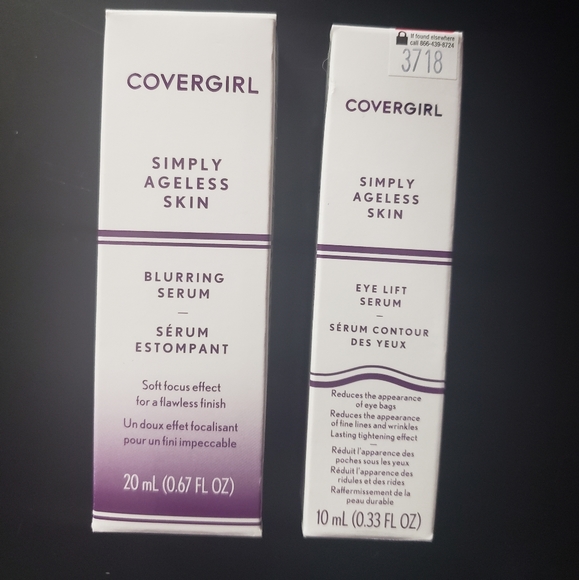 COVERGIRL
SIMPLY
AGELESS
SKIN
BLURRING
SERUM
—
SÉRUM
ESTOMPANT
Soft focus effect
for a flawless finish
Un doux effet focalisant
pour un fini impeccable
20 mL (0.67 FL OZ)
If found elsewhere
call 866-439-8724
3718
COVERGIRL
SIMPLY
AGELESS
SKIN
EYE LIFT
SERUM
—
SÉRUM CONTOUR
DES YEUX
Reduces the appearance
of eye bags
Reduces the appearance
of fine lines and wrinkles
Lasting tightening effect
—
Réduit l'apparence des
poches sous les yeux
Réduit l'apparence des
ridules et des rides
Raffermissement de la
peau durable
10 mL (0.33 FL OZ)